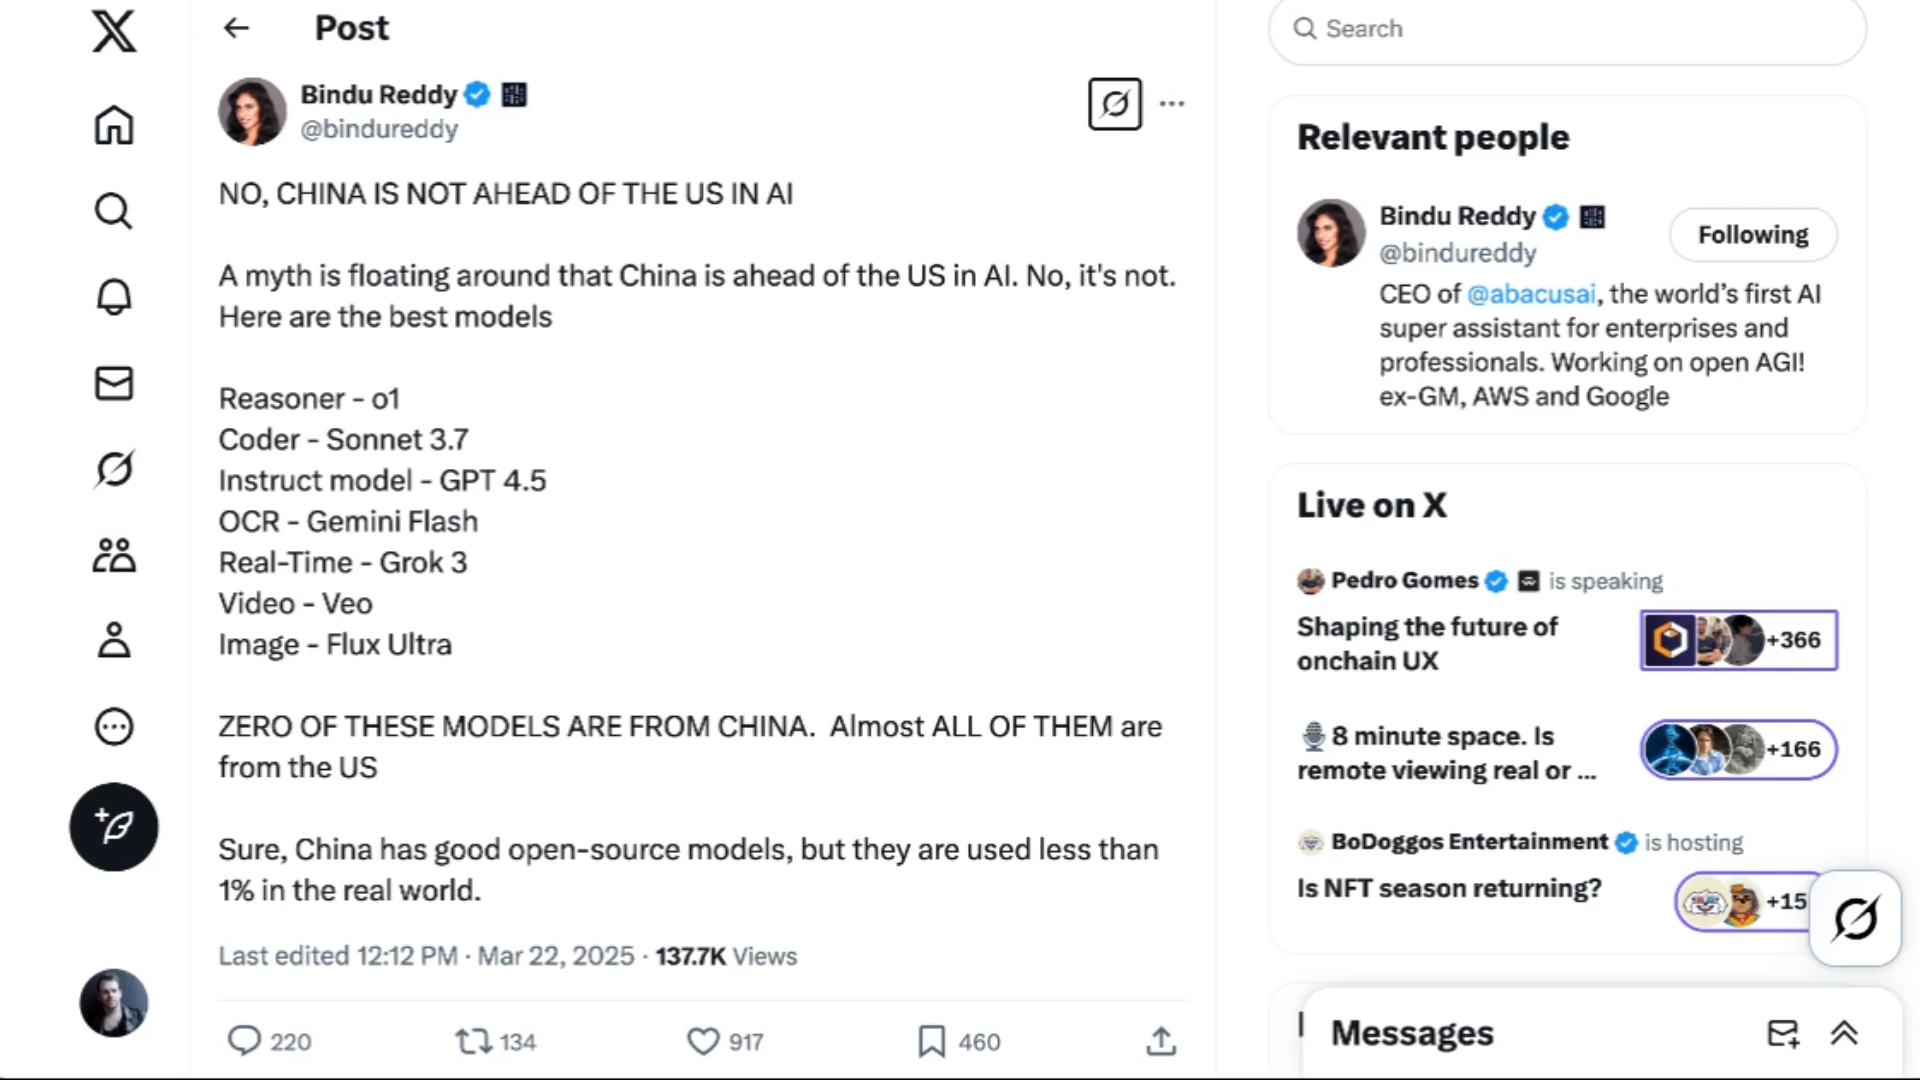 Post
Bindu Reddy
@bindureddy
NO, CHINA IS NOT AHEAD OF THE US IN AI
A myth is floating around that China is ahead of the US in AI. No, it's not.
Here are the best models
Reasoner - o1
Coder - Sonnet 3.7
Instruct model - GPT 4.5
OCR - Gemini Flash
Real-Time - Grok 3
Video - Veo
Image - Flux Ultra
ZERO OF THESE MODELS ARE FROM CHINA.  Almost ALL OF THEM are
from the US
Sure, China has good open-source models, but they are used less than
1% in the real world.
Last edited 12:12 PM · Mar 22, 2025 · 137.7K Views
220 134 917 460
Search
Relevant people
Bindu Reddy
@bindureddy
Following
CEO of @abacusai, the world's first AI
super assistant for enterprises and
professionals. Working on open AGI!
ex-GM, AWS and Google
Live on X
Pedro Gomes is speaking
Shaping the future of
onchain UX
+366
8 minute space. Is
remote viewing real or ...
+166
BoDoggos Entertainment is hosting
Is NFT season returning?
+15
Messages